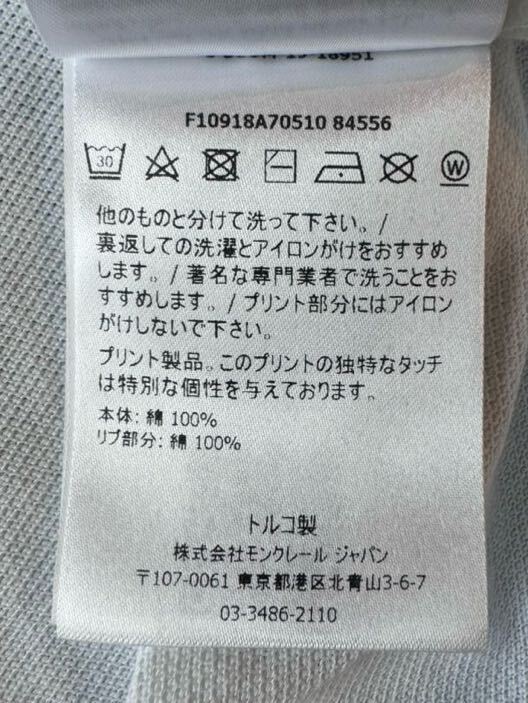 F10918A70510 84556
30
W
他のものと分けて洗って下さい。/
裏返しての洗濯とアイロンがけをおすすめ
します。/ 著名な専門業者で洗うことをお
すすめします。/ プリント部分にはアイロン
がけしないで下さい。
プリント製品。このプリントの独特なタッチ
は特別な個性を与えております。
本体: 綿 100%
リブ部分: 綿 100%
トルコ製
株式会社モンクレール ジャパン
〒107-0061 東京都港区北青山3-6-7
03-3486-2110